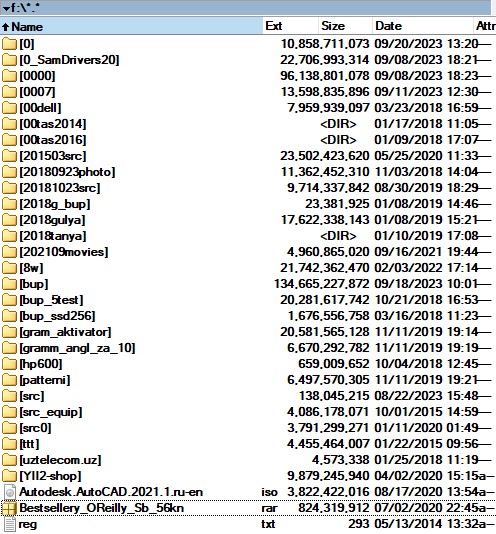 f:\*.*
Name Ext Size Date Attr
[0] 10,858,711,073 09/20/2023 13:20 —
[0_SamDrivers20] 22,706,993,314 09/08/2023 18:21 —
[0000] 96,138,801,078 09/08/2023 18:23 —
[0007] 13,598,835,896 09/11/2023 12:30 —
[00dell] 7,959,939,097 03/23/2018 16:59 —
[00tas2014] <DIR> 01/17/2018 11:05 —
[00tas2016] <DIR> 01/09/2018 17:07 —
[201503src] 23,502,423,620 05/25/2020 11:33 —
[20180923photo] 11,362,452,310 11/03/2018 14:04 —
[20181023src] 9,714,337,842 08/30/2019 18:29 —
[2018g_bup] 23,381,925 01/08/2019 14:46 —
[2018gulya] 17,622,338,143 01/08/2019 15:21 —
[2018tanya] <DIR> 01/10/2019 17:08 —
[202109movies] 4,960,865,020 09/16/2021 19:44 —
[8w] 21,742,362,470 02/03/2022 17:14 —
[bup] 134,665,227,872 09/18/2023 10:01 —
[bup_5test] 20,281,617,742 10/21/2018 16:53 —
[bup_ssd256] 1,676,556,758 03/16/2018 11:23 —
[gram_aktivator] 20,581,565,128 11/11/2019 19:14 —
[gramm_angl_za_10] 6,670,292,782 11/11/2019 19:19 —
[hp600] 659,009,652 10/04/2018 12:45 —
[patterni] 6,497,570,305 11/11/2019 19:21 —
[src] 138,045,215 08/22/2023 15:48 —
[src_equip] 4,086,178,071 10/01/2015 14:59 —
[src0] 3,791,299,271 01/11/2020 01:49 —
[ttt] 4,455,464,007 01/22/2015 09:56 —
[uztelecom.uz] 4,573,338 01/25/2018 11:19 —
[YII2-shop] 9,879,245,940 04/02/2020 15:15 a—
Autodesk.AutoCAD.2021.1.ru-en iso 3,822,422,016 08/17/2020 13:54 a—
Bestsellery_OReilly_Sb_56kn rar 824,319,912 07/02/2020 22:45 a—
reg txt 293 05/13/2014 13:32 a—